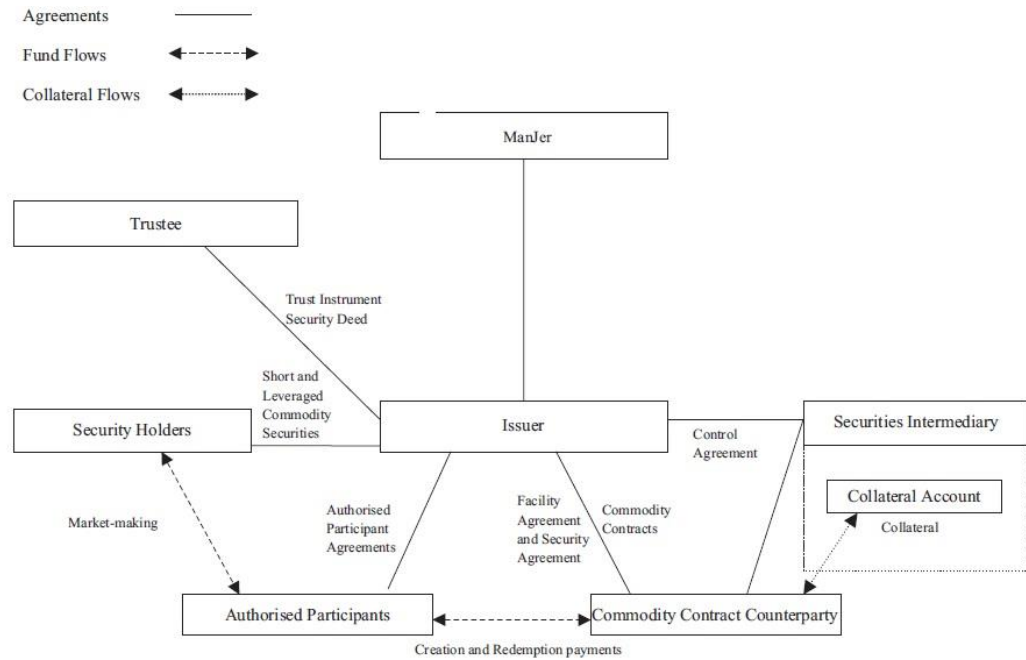 Agreements
Fund Flows
Collateral Flows
ManJer
Trustee
Trust Instrument
Security Deed
Short and
Leveraged
Commodity
Securities
Security Holders
Issuer
Securities Intermediary
Control
Agreement
Collateral Account
Collateral
Market-making
Authorised
Participant
Agreements
Facility
Agreement
and Security
Agreement
Commodity
Contracts
Authorised Participants
Commodity Contract Counterparty
Creation and Redemption payments